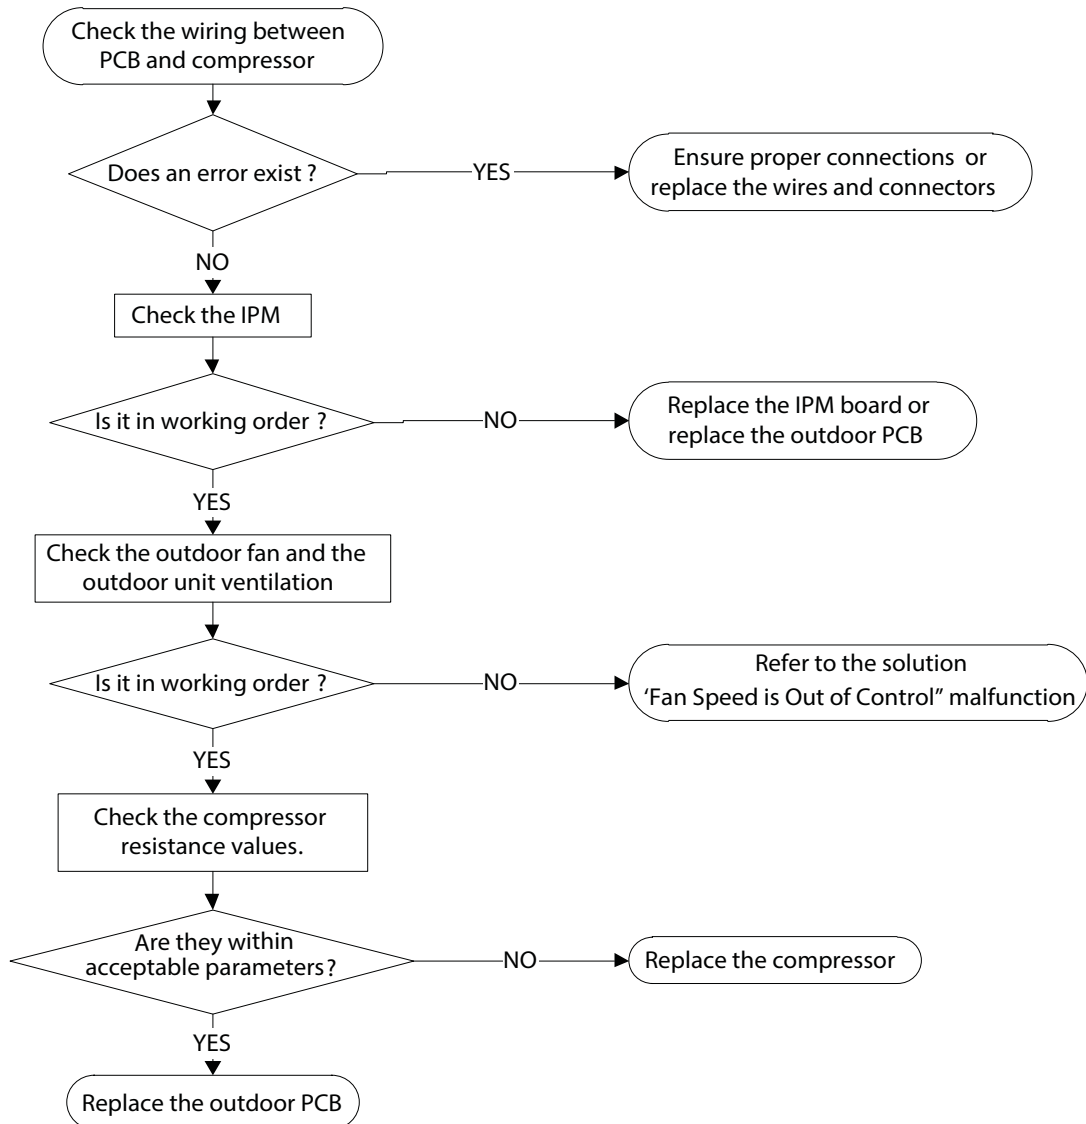 Check the wiring between
PCB and compressor
Does an error exist ?
YES
Ensure proper connections or
replace the wires and connectors
NO
Check the IPM
Is it in working order ?
NO
Replace the IPM board or
replace the outdoor PCB
YES
Check the outdoor fan and the
outdoor unit ventilation
Is it in working order ?
NO
Refer to the solution
‘Fan Speed is Out of Control” malfunction
YES
Check the compressor
resistance values.
Are they within
acceptable parameters?
NO
Replace the compressor
YES
Replace the outdoor PCB